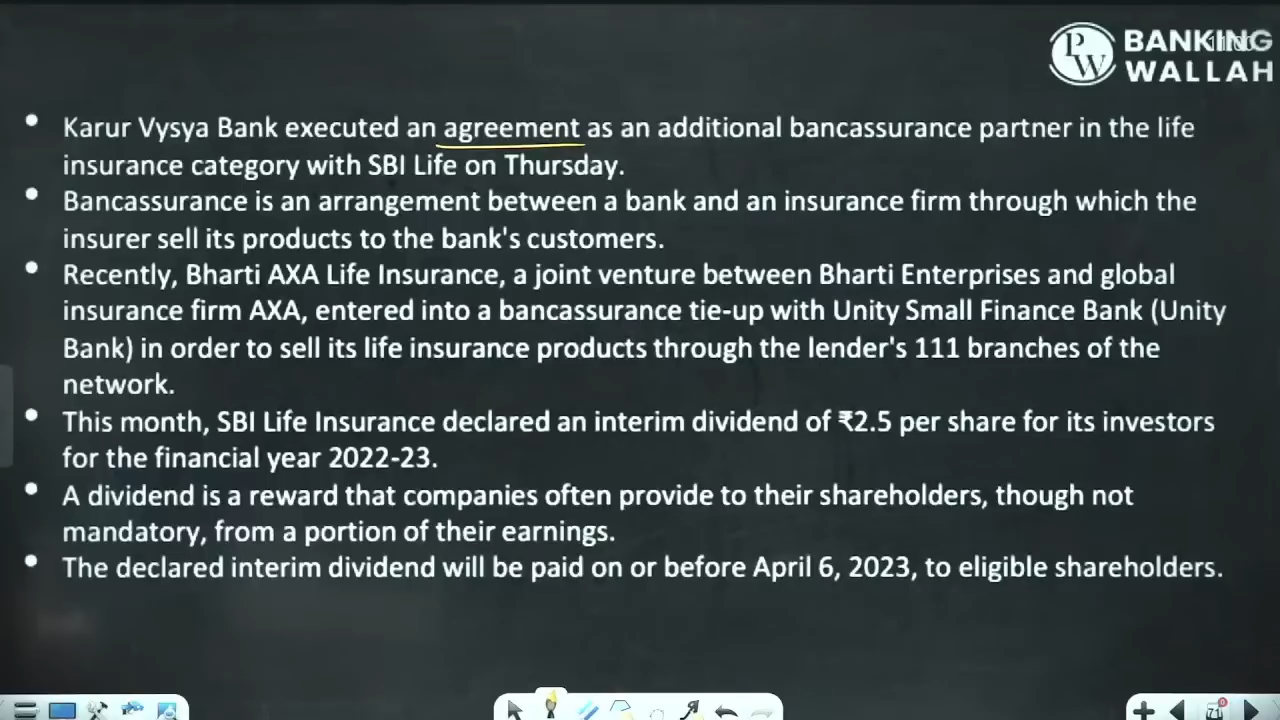 PW BANKING
WALLAH
• Karur Vysya Bank executed an agreement as an additional bancassurance partner in the life
insurance category with SBI Life on Thursday.
• Bancassurance is an arrangement between a bank and an insurance firm through which the
insurer sell its products to the bank's customers.
• Recently, Bharti AXA Life Insurance, a joint venture between Bharti Enterprises and global
insurance firm AXA, entered into a bancassurance tie-up with Unity Small Finance Bank (Unity
Bank) in order to sell its life insurance products through the lender's 111 branches of the
network.
• This month, SBI Life Insurance declared an interim dividend of ₹2.5 per share for its investors
for the financial year 2022-23.
• A dividend is a reward that companies often provide to their shareholders, though not
mandatory, from a portion of their earnings.
• The declared interim dividend will be paid on or before April 6, 2023, to eligible shareholders.